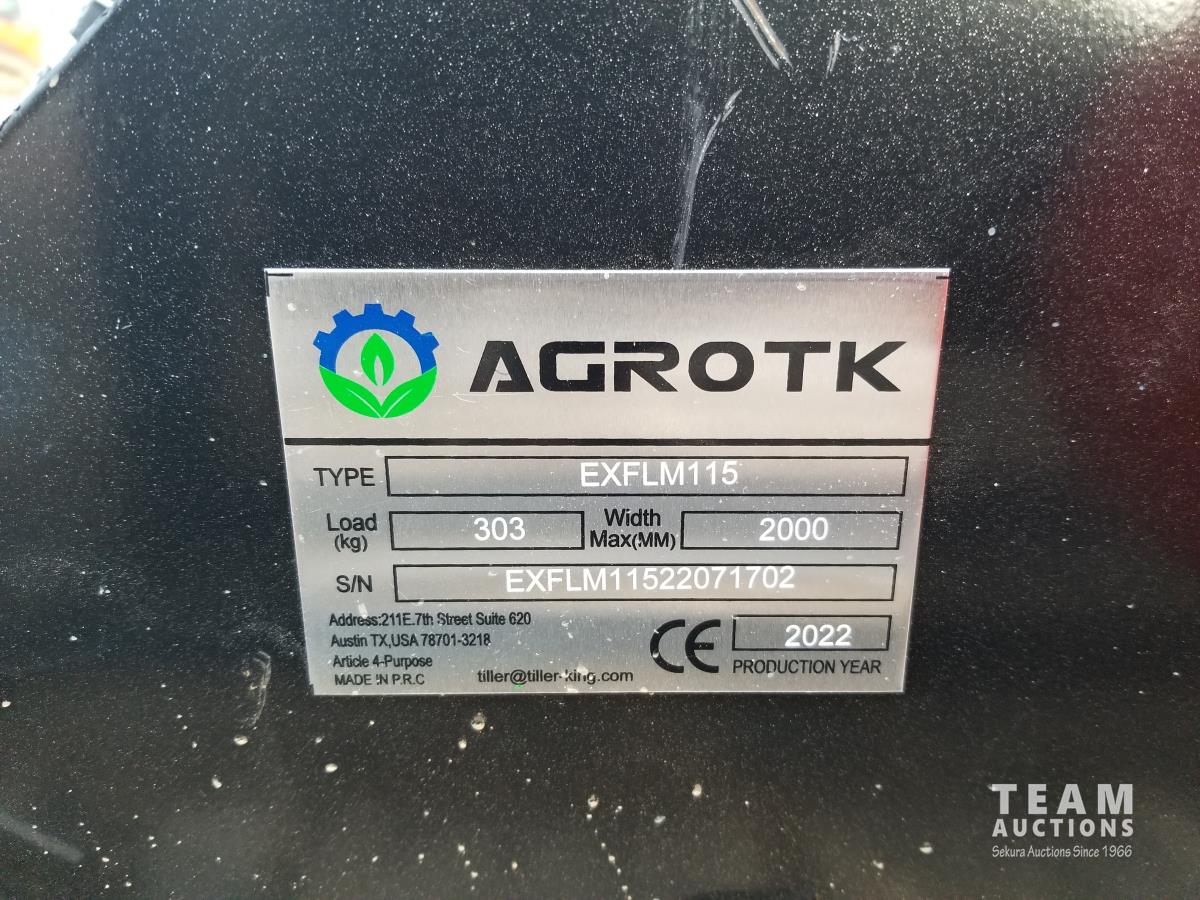 AGROTK
TYPE EXFLM115
Load (kg) 303 Width Max(MM) 2000
S/N EXFLM11522071702
Address:211E.7th Street Suite 620
Austin TX,USA 78701-3218
Article 4-Purpose
MADE IN P.R.C
tiller@tiller-king.com
CE
2022
PRODUCTION YEAR
TEAM
AUCTIONS
Sekura Auctions Since 1966